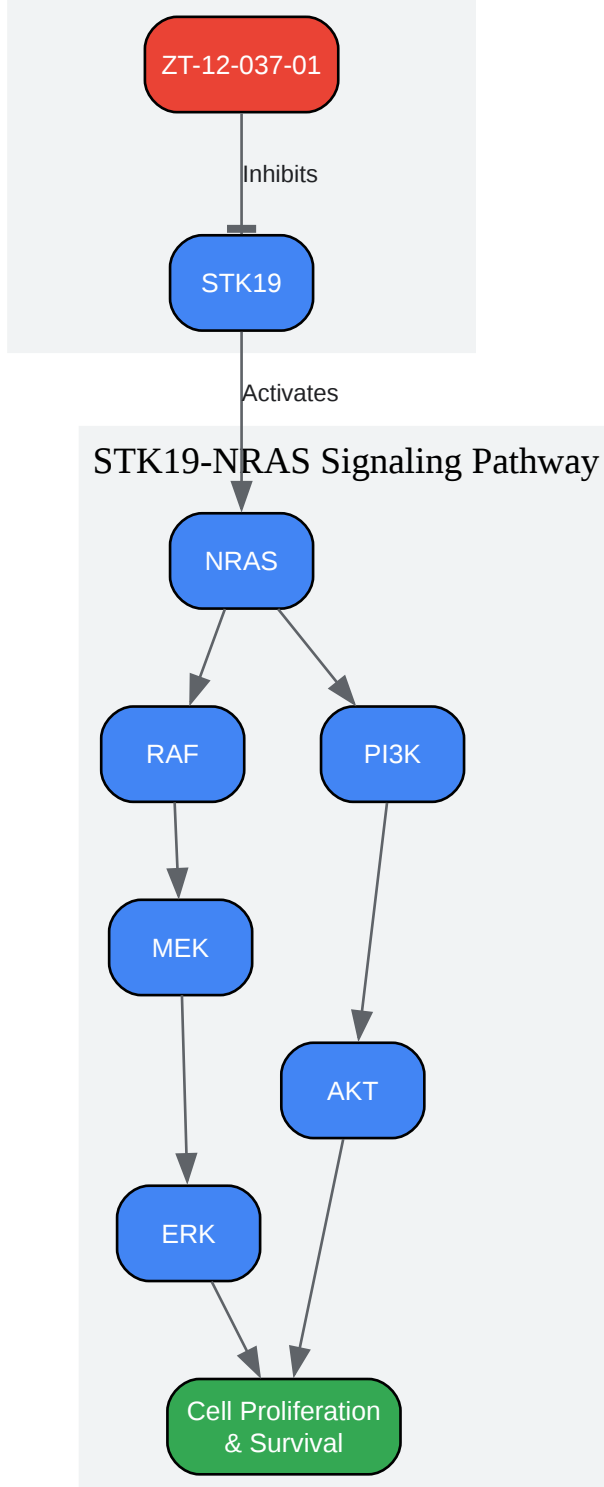 ZT-12-037-01
Inhibits
STK19
Activates
STK19-NRAS Signaling Pathway
NRAS
RAF
PI3K
MEK
AKT
ERK
Cell Proliferation
& Survival